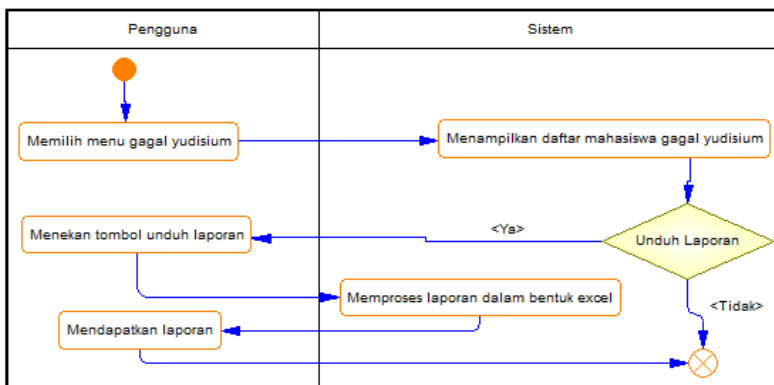 Pengguna
Sistem
Memilih menu gagal yudisium
Menampilkan daftar mahasiswa gagal yudisium
Menekan tombol unduh laporan
<Ya>
Unduh Laporan
Memproses laporan dalam bentuk excel
<Tidak>
Mendapatkan laporan